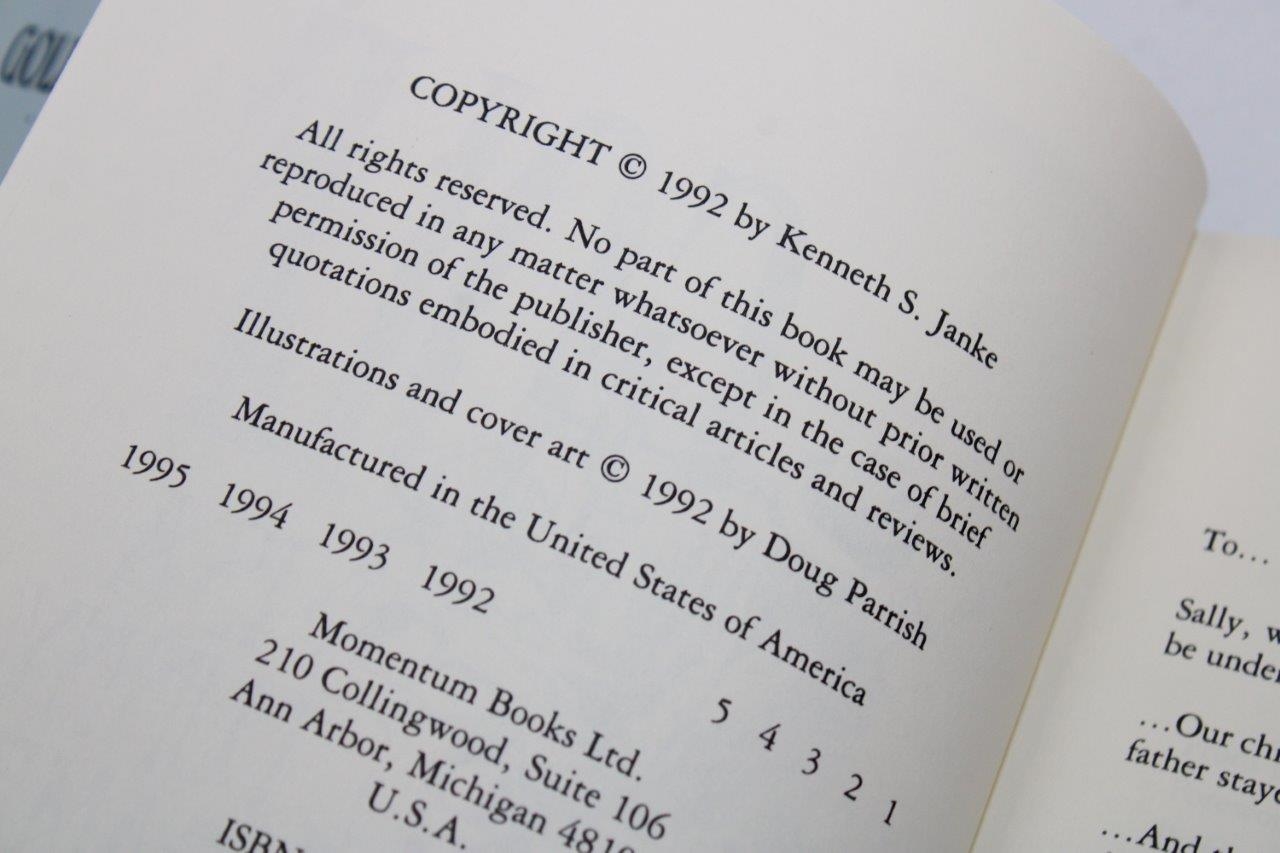 COPYRIGHT © 1992 by Kenneth S. Janke
All rights reserved. No part of this book may be used or
reproduced in any matter whatsoever without prior written
permission of the publisher, except in the case of brief
quotations embodied in critical articles and reviews.
Illustrations and cover art © 1992 by Doug Parrish
Manufactured in the United States of America
1995 1994 1993 1992 5 4 3 2 1
Momentum Books Ltd.
210 Collingwood, Suite 106
Ann Arbor, Michigan
U.S.A.
ISBN
To...
Sally,
be
...Our
father
...And